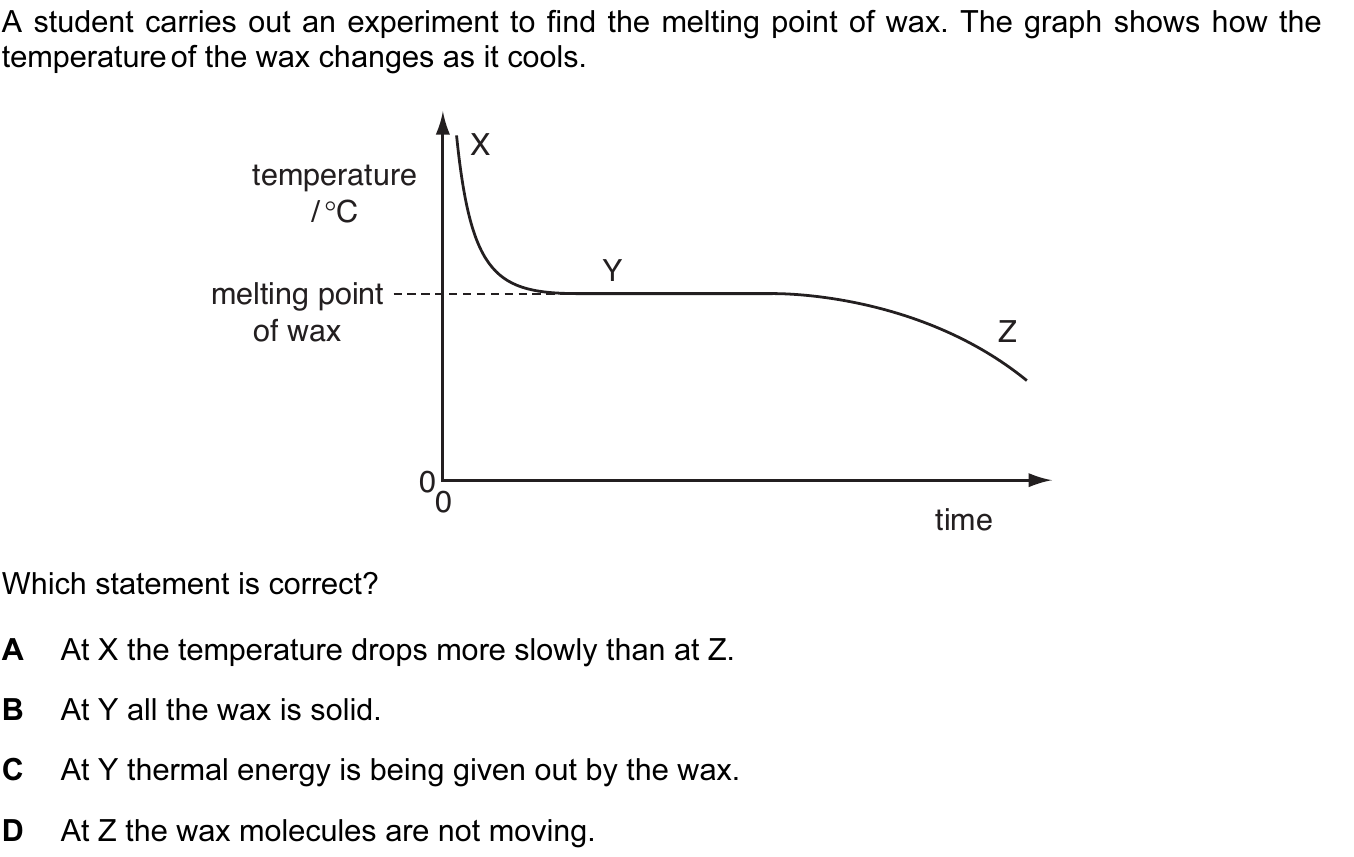 A student carries out an experiment to find the melting point of wax. The graph shows how the
temperature of the wax changes as it cools.
X
temperature
/ °C
Y
melting point
of wax
Z
0
0
time
Which statement is correct?
A At X the temperature drops more slowly than at Z.
B At Y all the wax is solid.
C At Y thermal energy is being given out by the wax.
D At Z the wax molecules are not moving.